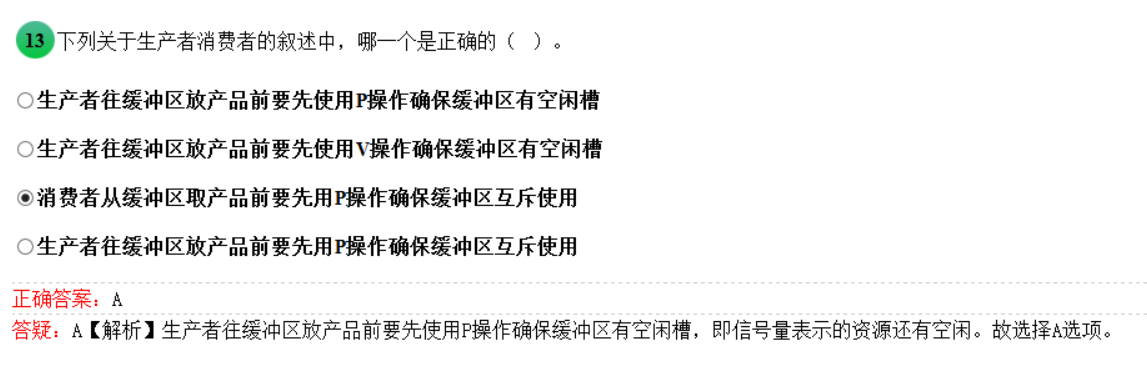 13 下列关于生产者消费者的叙述中，哪一个是正确的（ ）。
生产者往缓冲区放产品前要先使用P操作确保缓冲区有空闲槽
生产者往缓冲区放产品前要先使用V操作确保缓冲区有空闲槽
消费者从缓冲区取产品前要先用P操作确保缓冲区互斥使用
生产者往缓冲区放产品前要先用P操作确保缓冲区互斥使用
正确答案：A
答疑：A【解析】生产者往缓冲区放产品前要先使用P操作确保缓冲区有空闲槽，即信号量表示的资源还有空闲。故选择A选项。